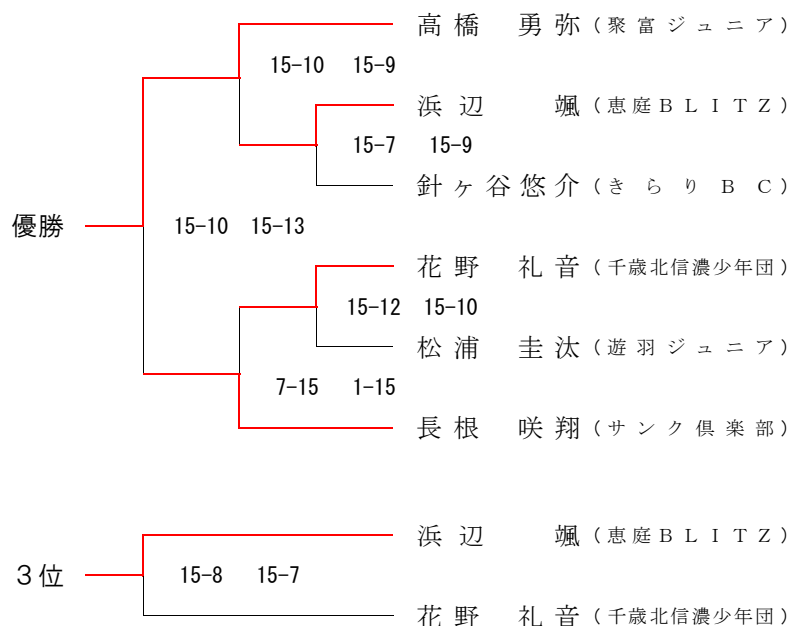 高橋 勇弥（聚富ジュニア）
15-10 15-9
浜辺 颯（恵庭BLITZ）
15-7 15-9
針ヶ谷悠介（きらりBC）
優勝 15-10 15-13
花野 礼音（千歳北信濃少年団）
15-12 15-10
松浦 圭汰（遊羽ジュニア）
7-15 1-15
長根 咲翔（サンク倶楽部）
浜辺 颯（恵庭BLITZ）
３位 15-8 15-7
花野 礼音（千歳北信濃少年団）